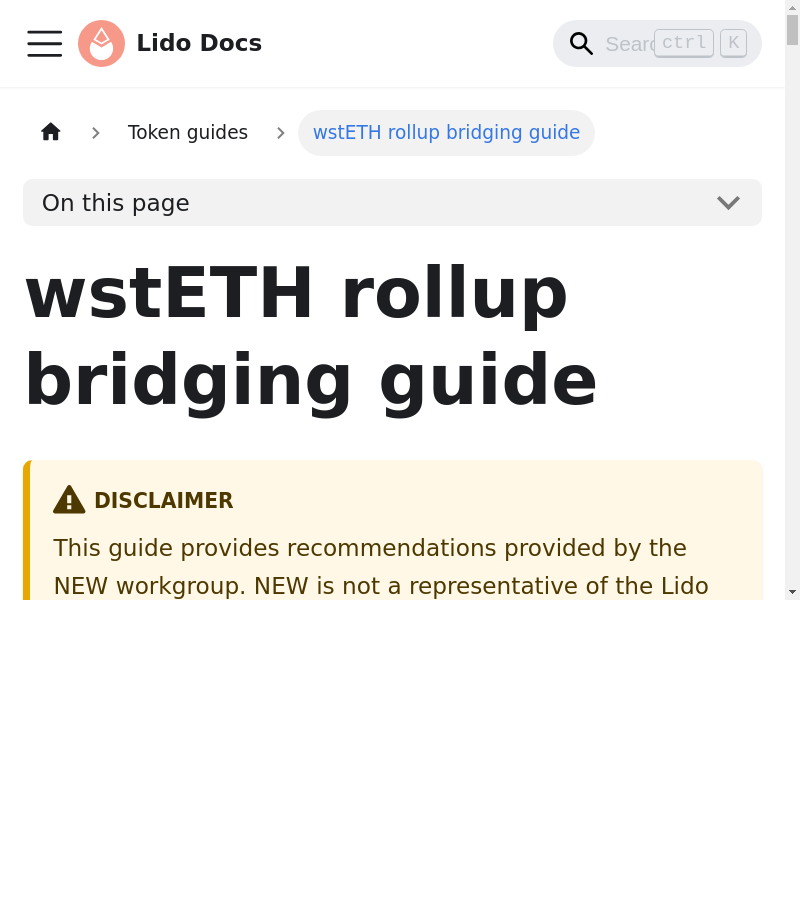 Lido Docs
Searc ctrl K
Token guides
wstETH rollup bridging guide
On this page
wstETH rollup
bridging guide
DISCLAIMER
This guide provides recommendations provided by the
NEW workgroup. NEW is not a representative of the Lido